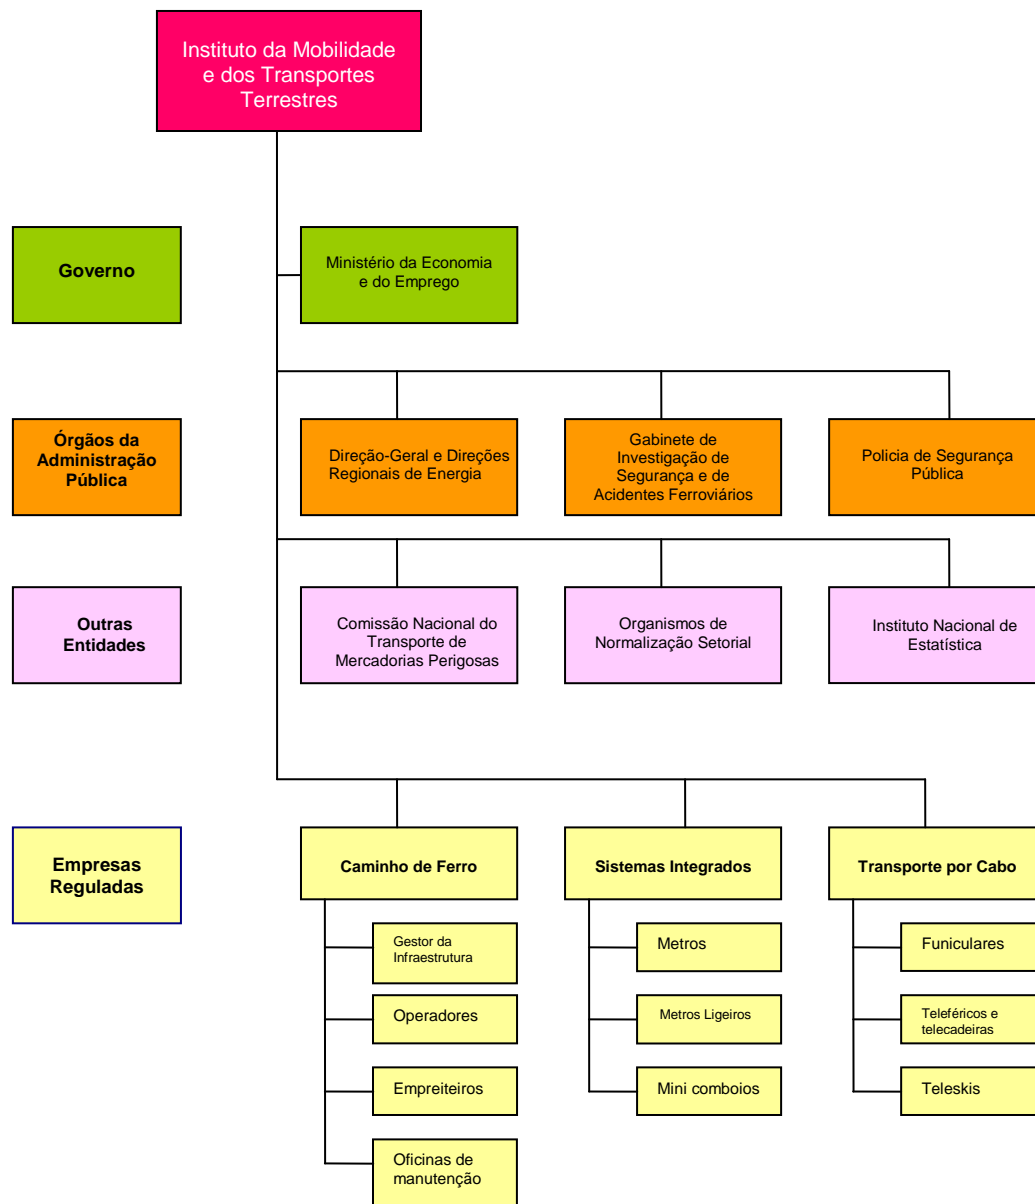 Instituto da Mobilidade
e dos Transportes
Terrestres
Governo
Ministério da Economia
e do Emprego
Órgãos da
Administração
Pública
Direção-Geral e Direções
Regionais de Energia
Gabinete de
Investigação de
Segurança e de
Acidentes Ferroviários
Policia de Segurança
Pública
Outras
Entidades
Comissão Nacional do
Transporte de
Mercadorias Perigosas
Organismos de
Normalização Setorial
Instituto Nacional de
Estatística
Empresas
Reguladas
Caminho de Ferro
Sistemas Integrados
Transporte por Cabo
Gestor da
Infraestrutura
Operadores
Empreiteiros
Oficinas de
manutenção
Metros
Metros Ligeiros
Mini comboios
Funiculares
Teleféricos e
telecadeiras
Teleskis